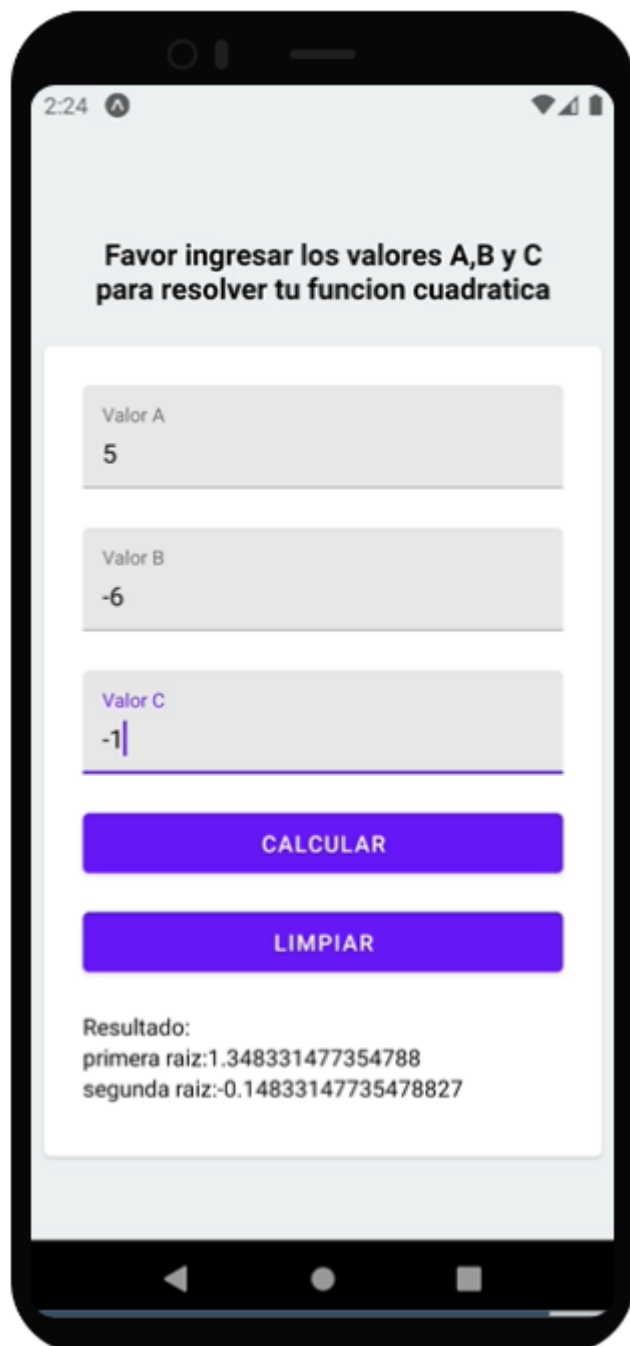 2:24
Favor ingresar los valores A,B y C
para resolver tu funcion cuadratica
Valor A
5
Valor B
-6
Valor C
-1
CALCULAR
LIMPIAR
Resultado:
primera raiz:1.348331477354788
segunda raiz:-0.14833147735478827